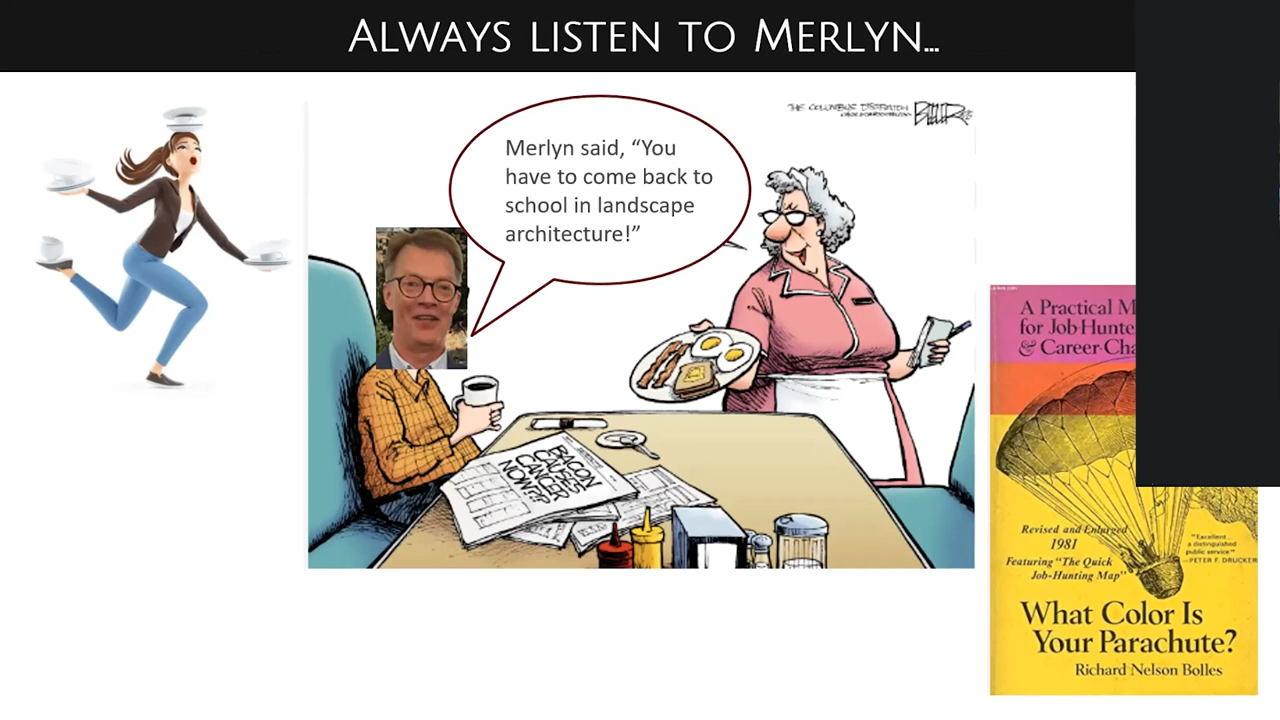 ALWAYS LISTEN TO MERLYN...
THE COLUMBUS DISPATCH
Merlyn said, “You
have to come back to
school in landscape
architecture!”
BACON
CAUSES
CANCER
NOW??
A Practical M
for Job-Hunte
& Career-Cha
Revised and Enlarged
1981
Featuring "The Quick
Job-Hunting Map"
"Excellent...
a distinguished
public service"
—PETER F. DRUCKER
What Color Is
Your Parachute?
Richard Nelson Bolles